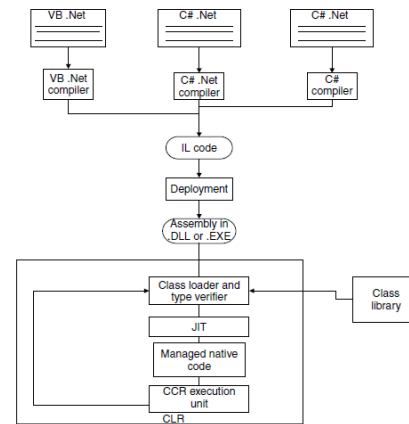 VB .Net
C# .Net
C# .Net
VB .Net
compiler
C# .Net
compiler
C#
compiler
IL code
Deployment
Assembly in
.DLL or .EXE
Class loader and
type verifier
Class
library
JIT
Managed native
code
CCR execution
unit
CLR